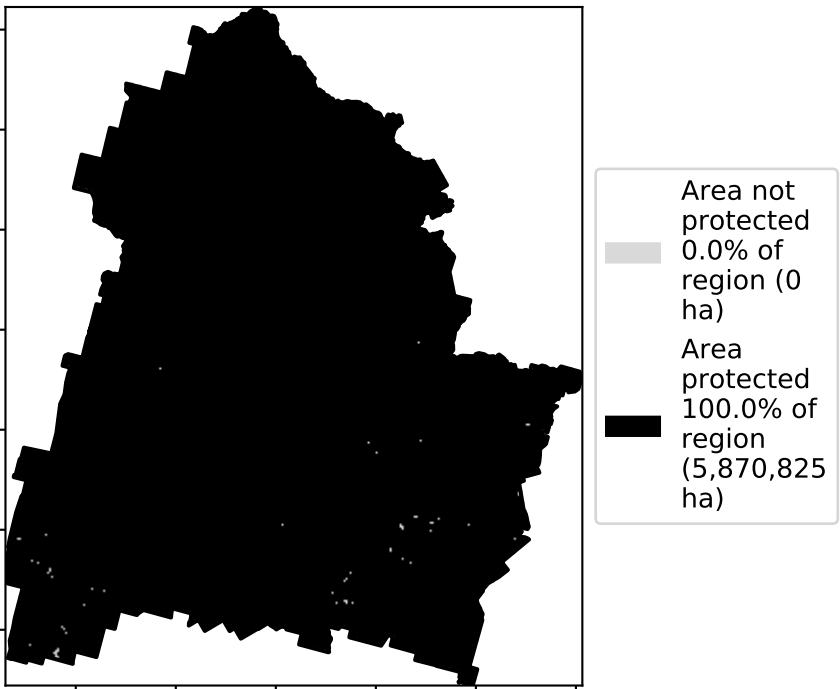 Area not
protected
0.0% of
region (0
ha)
Area
protected
100.0% of
region
(5,870,825
ha)